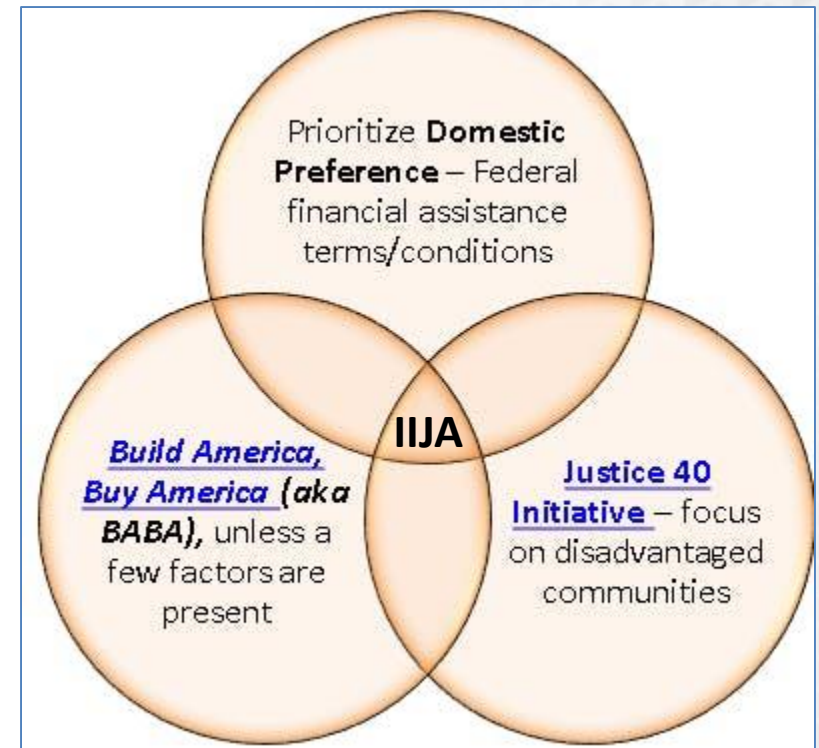 Prioritize Domestic
Preference – Federal
financial assistance
terms/conditions
IIJA
Build America,
Buy America (aka
BABA), unless a
few factors are
present
Justice 40
Initiative – focus
on disadvantaged
communities